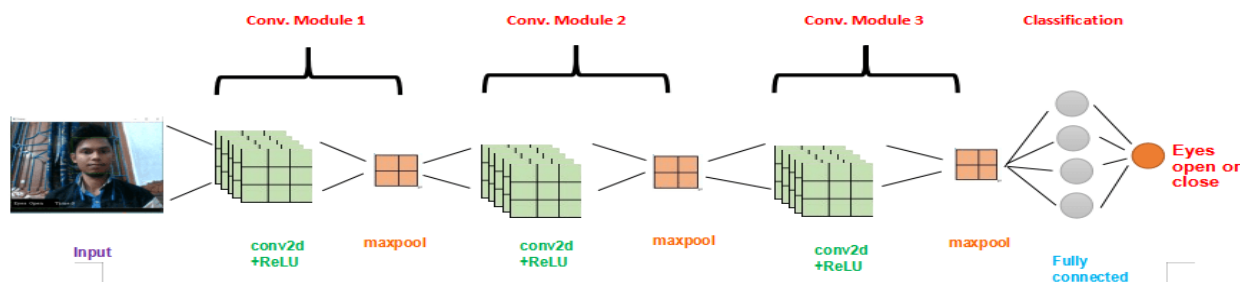 Conv. Module 1
Conv. Module 2
Conv. Module 3
Classification
Eyes
open or
close
Input
conv2d
+ReLU
maxpool
conv2d
+ReLU
maxpool
conv2d
+ReLU
maxpool
Fully
connected